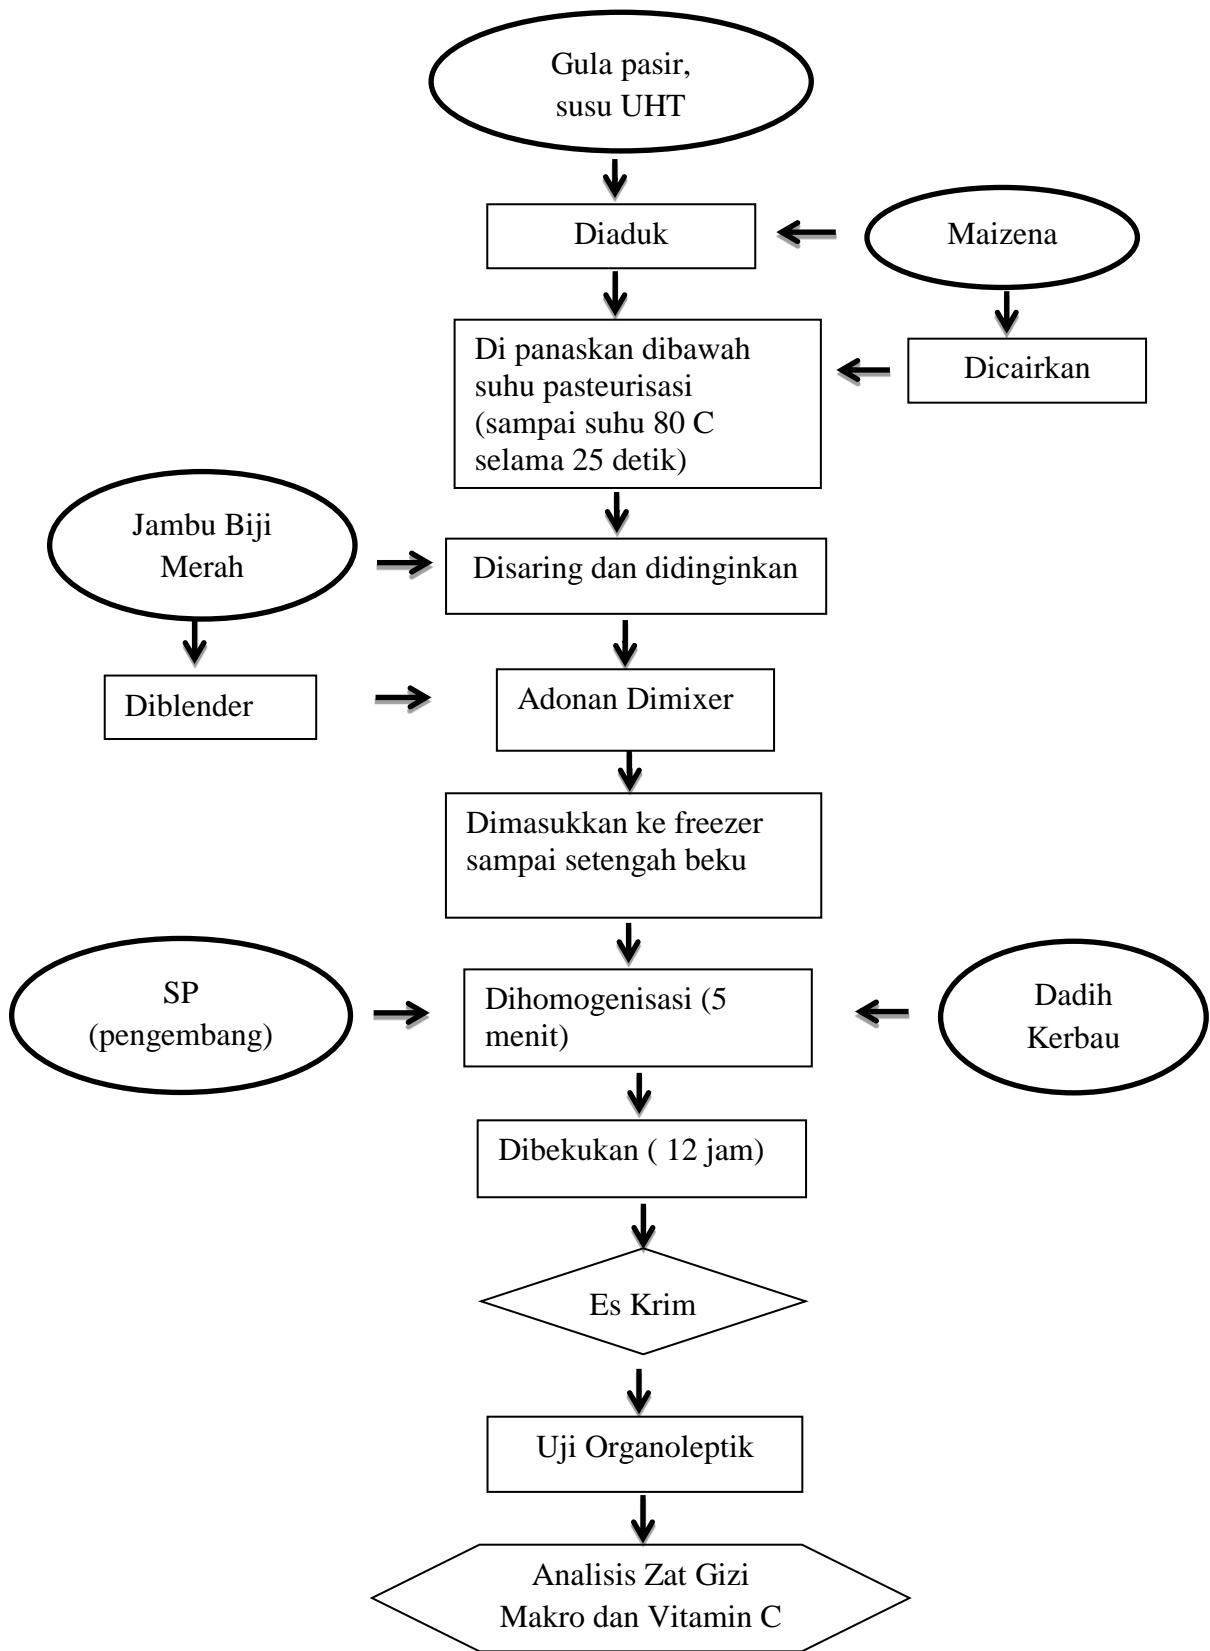 Gula pasir,
susu UHT
Diaduk
Maizena
Di panaskan dibawah
suhu pasteurisasi
(sampai suhu 80 C
selama 25 detik)
Dicairkan
Jambu Biji
Merah
Disaring dan didinginkan
Diblender
Adonan Dimixer
Dimasukkan ke freezer
sampai setengah beku
SP
(pengembang)
Dihomogenisasi (5
menit)
Dadih
Kerbau
Dibekukan ( 12 jam)
Es Krim
Uji Organoleptik
Analisis Zat Gizi
Makro dan Vitamin C